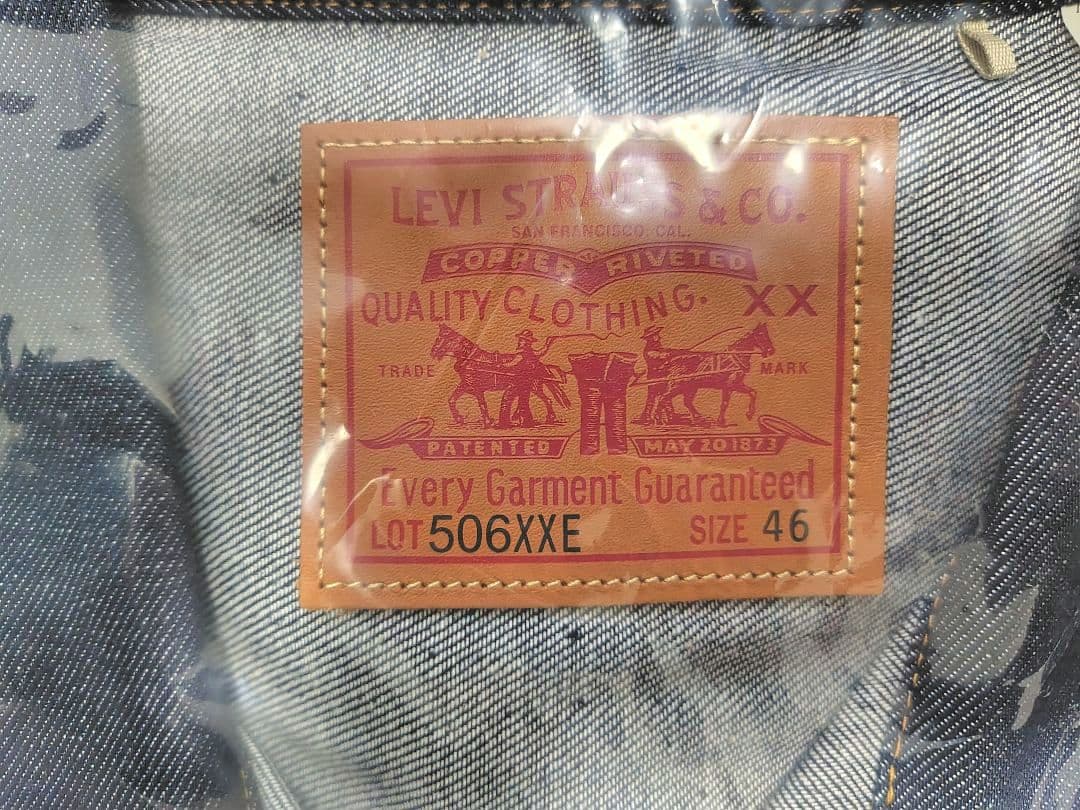 LEVI STRAUSS & CO.
SAN FRANCISCO, CAL.
COPPER RIVETED
QUALITY CLOTHING. XX
TRADE MARK
PATENTED MAY 20 1873
Every Garment Guaranteed
LOT 506XXE SIZE 46